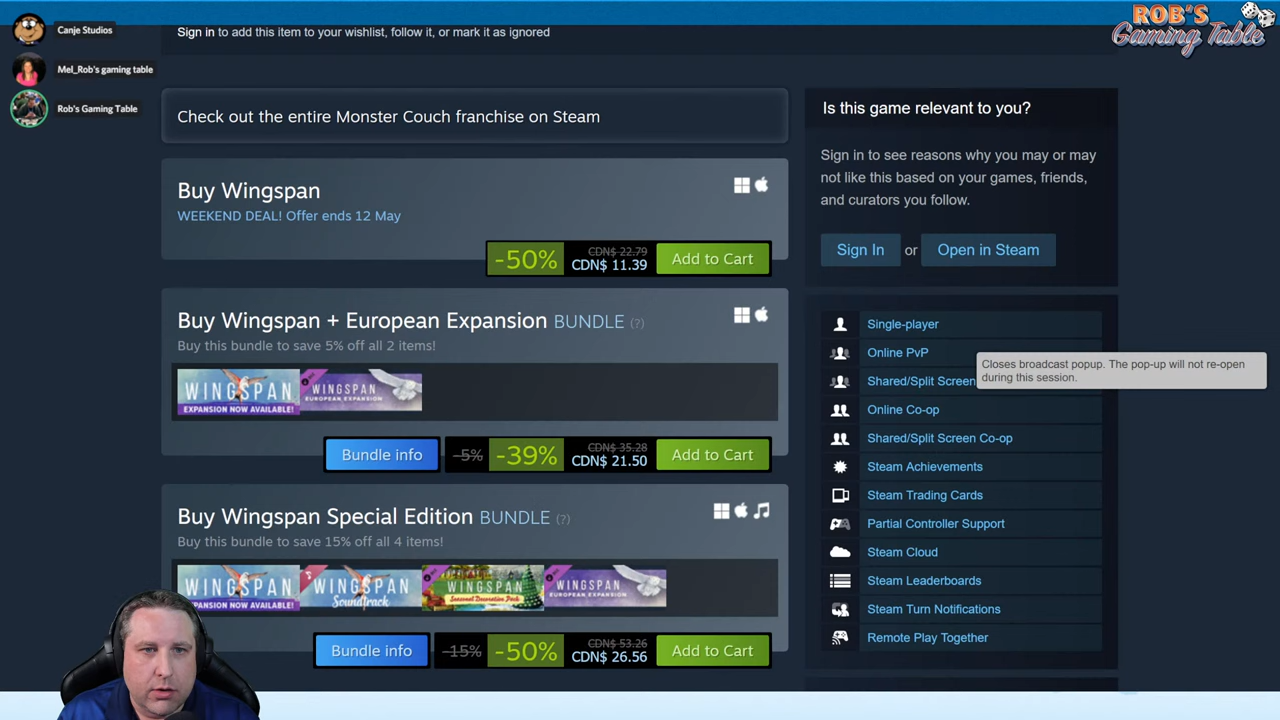 Canje Studios
Mel_Rob's gaming table
Rob's Gaming Table
ROB'S
Gaming Table
Sign in to add this item to your wishlist, follow it, or mark it as ignored
Check out the entire Monster Couch franchise on Steam
Buy Wingspan
WEEKEND DEAL! Offer ends 12 May
-50%
CDN$ 22.79
CDN$ 11.39
Add to Cart
Buy Wingspan + European Expansion BUNDLE (?)
Buy this bundle to save 5% off all 2 items!
WINGSPAN
EXPANSION NOW AVAILABLE!
WINGSPAN
EUROPEAN EXPANSION
Bundle info
-5%
-39%
CDN$ 35.28
CDN$ 21.50
Add to Cart
Buy Wingspan Special Edition BUNDLE (?)
Buy this bundle to save 15% off all 4 items!
WINGSPAN
EXPANSION NOW AVAILABLE!
WINGSPAN
Soundtrack
WINGSPAN
Seasonal Decorative Pack
WINGSPAN
EUROPEAN EXPANSION
Bundle info
-15%
-50%
CDN$ 53.26
CDN$ 26.56
Add to Cart
Is this game relevant to you?
Sign in to see reasons why you may or may
not like this based on your games, friends,
and curators you follow.
Sign In or Open in Steam
Single-player
Online PvP
Shared/Split Screen
Closes broadcast popup. The pop-up will not re-open
during this session.
Online Co-op
Shared/Split Screen Co-op
Steam Achievements
Steam Trading Cards
Partial Controller Support
Steam Cloud
Steam Leaderboards
Steam Turn Notifications
Remote Play Together